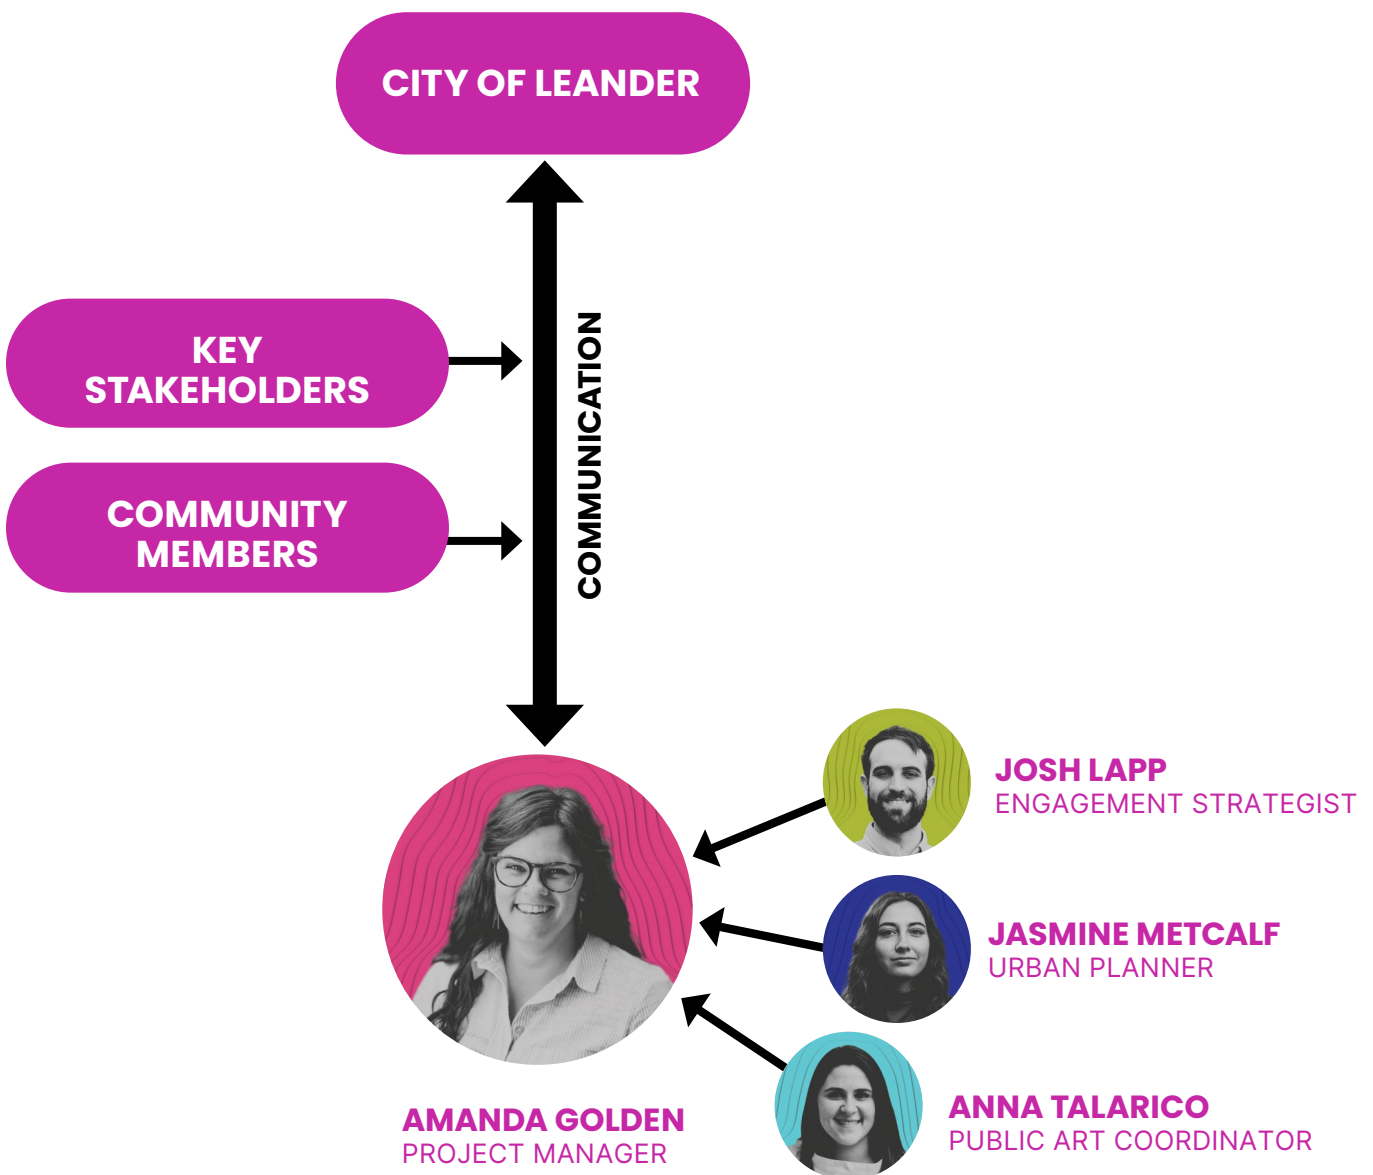 CITY OF LEANDER
KEY
STAKEHOLDERS
COMMUNITY
MEMBERS
COMMUNICATION
JOSH LAPP
ENGAGEMENT STRATEGIST
JASMINE METCALF
URBAN PLANNER
ANNA TALARICO
PUBLIC ART COORDINATOR
AMANDA GOLDEN
PROJECT MANAGER